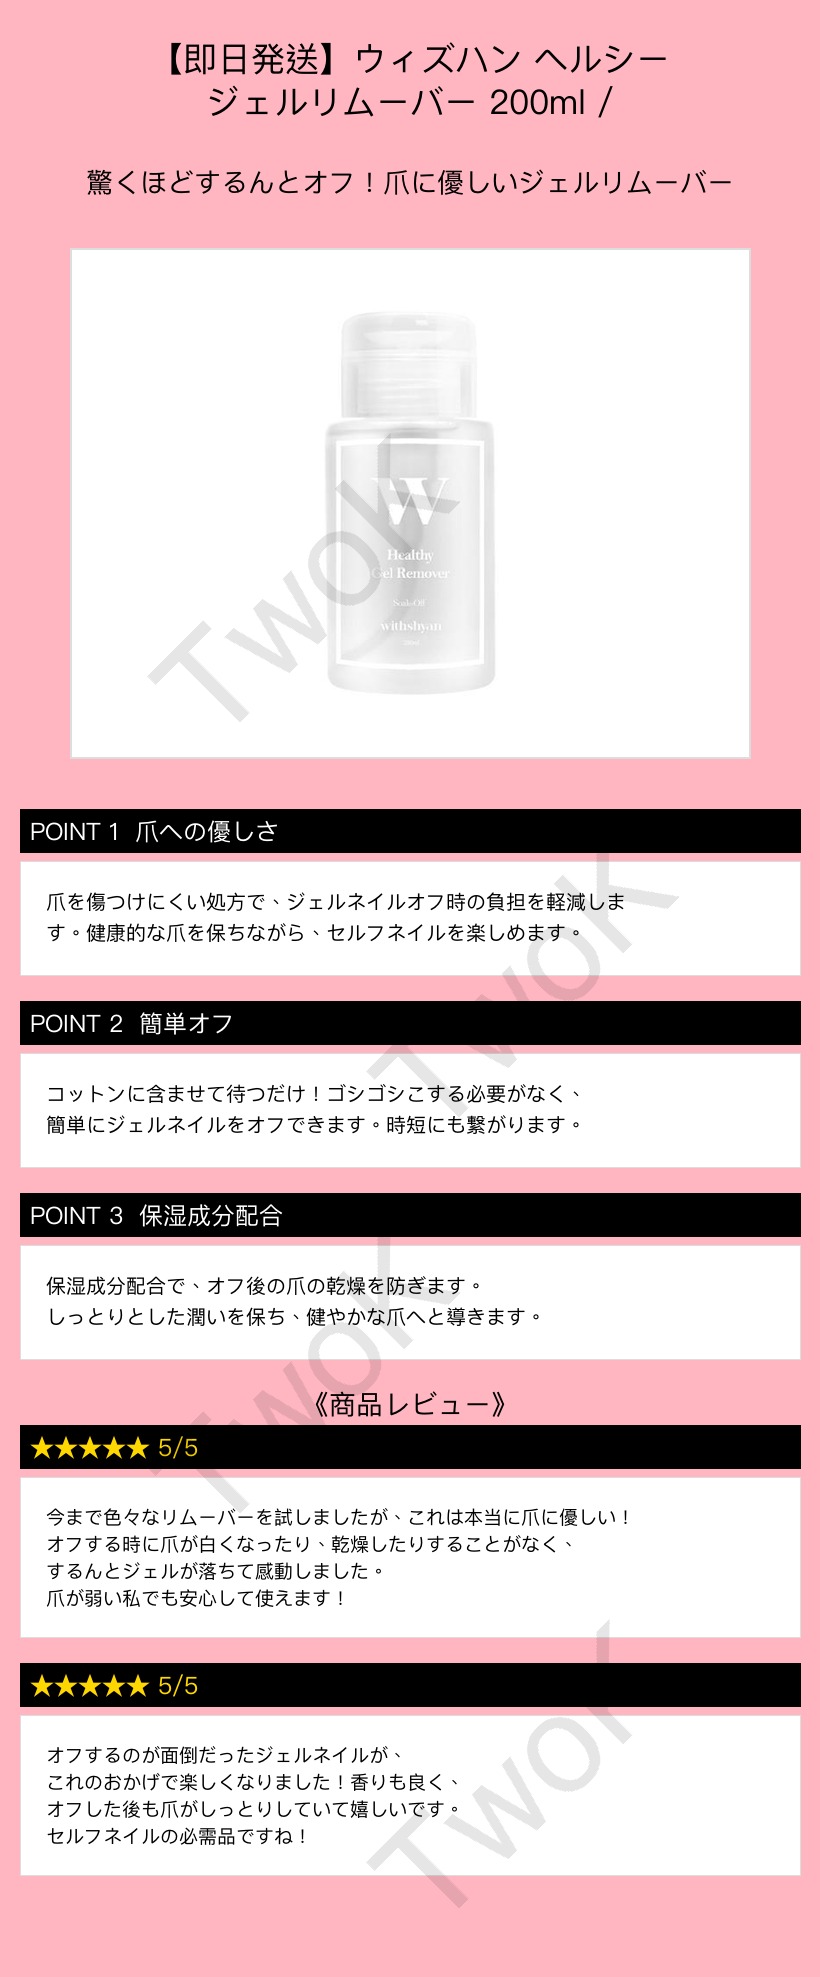 【即日発送】ウィズハン ヘルシー
ジェルリムーバー 200ml /
驚くほどするんとオフ！爪に優しいジェルリムーバー
W
Healthy
Gel Remover
Soak-Off
withshyan
200ml
TwoK
POINT 1 爪への優しさ
爪を傷つけにくい処方で、ジェルネイルオフ時の負担を軽減しま
す。健康的な爪を保ちながら、セルフネイルを楽しめます。
TwoK
POINT 2 簡単オフ
コットンに含ませて待つだけ！ゴシゴシこする必要がなく、
簡単にジェルネイルをオフできます。時短にも繋がります。
POINT 3 保湿成分配合
保湿成分配合で、オフ後の爪の乾燥を防ぎます。
しっとりとした潤いを保ち、健やかな爪へと導きます。
TwoK
《商品レビュー》
★★★★★ 5/5
今まで色々なリムーバーを試しましたが、これは本当に爪に優しい！
オフする時に爪が白くなったり、乾燥したりすることがなく、
するんとジェルが落ちて感動しました。
爪が弱い私でも安心して使えます！
★★★★★ 5/5
オフするのが面倒だったジェルネイルが、
これのおかげで楽しくなりました！香りも良く、
オフした後も爪がしっとりしていて嬉しいです。
セルフネイルの必需品ですね！
TwoK